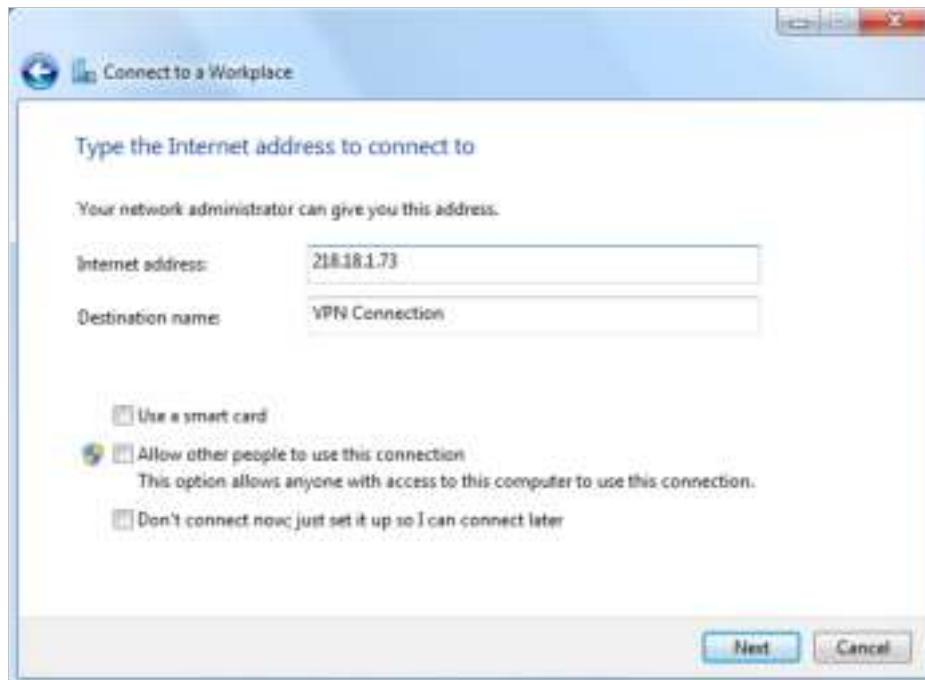 Connect to a Workplace
Type the Internet address to connect to
Your network administrator can give you this address.
Internet address: 218.18.1.73
Destination name: VPN Connection
Use a smart card
Allow other people to use this connection
This option allows anyone with access to this computer to use this connection.
Don't connect now; just set it up so I can connect later
Next Cancel